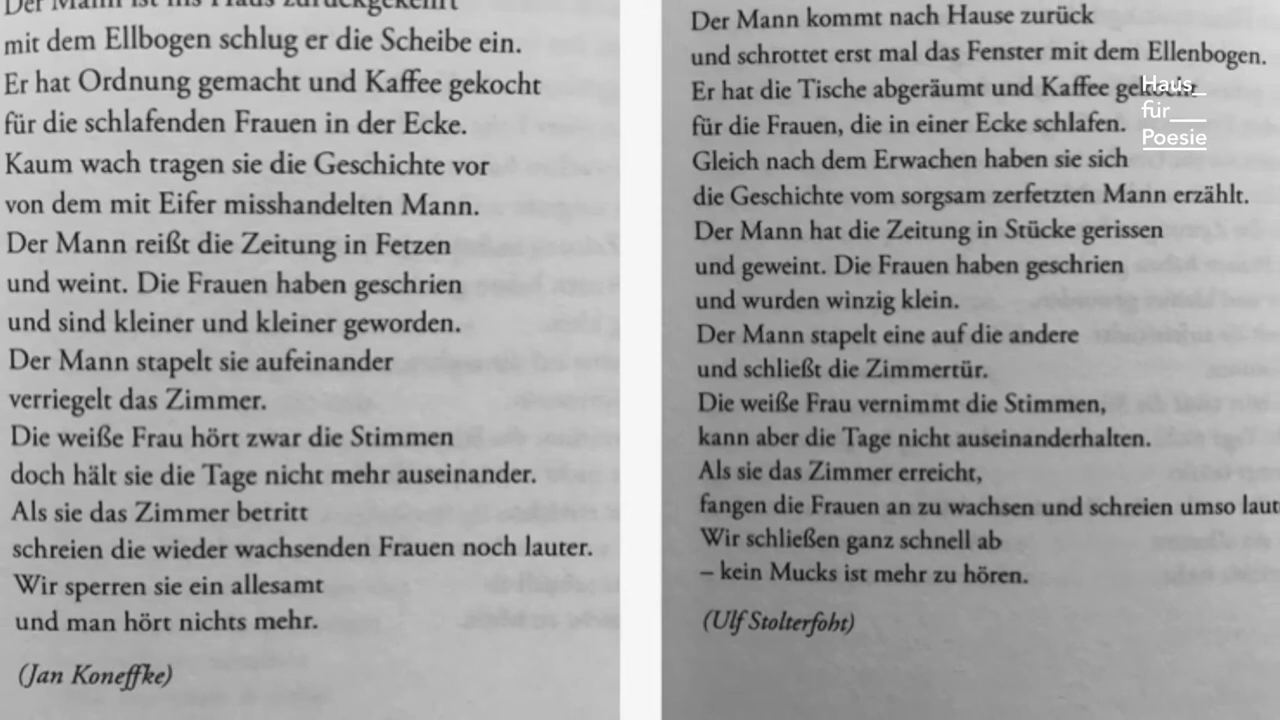 Der Mann ist ins Haus zurückgekehrt
mit dem Ellbogen schlug er die Scheibe ein.
Er hat Ordnung gemacht und Kaffee gekocht
für die schlafenden Frauen in der Ecke.
Kaum wach tragen sie die Geschichte vor
von dem mit Eifer misshandelten Mann.
Der Mann reißt die Zeitung in Fetzen
und weint. Die Frauen haben geschrien
und sind kleiner und kleiner geworden.
Der Mann stapelt sie aufeinander
verriegelt das Zimmer.
Die weiße Frau hört zwar die Stimmen
doch hält sie die Tage nicht mehr auseinander.
Als sie das Zimmer betritt
schreien die wieder wachsenden Frauen noch lauter.
Wir sperren sie ein allesamt
und man hört nichts mehr.
(Jan Koneffke)
Der Mann kommt nach Hause zurück
und schrottet erst mal das Fenster mit dem Ellenbogen.
Er hat die Tische abgeräumt und Kaffee gekocht
für die Frauen, die in einer Ecke schlafen.
Gleich nach dem Erwachen haben sie sich
die Geschichte vom sorgsam zerfetzten Mann erzählt.
Der Mann hat die Zeitung in Stücke gerissen
und geweint. Die Frauen haben geschrien
und wurden winzig klein.
Der Mann stapelt eine auf die andere
und schließt die Zimmertür.
Die weiße Frau vernimmt die Stimmen,
kann aber die Tage nicht auseinanderhalten.
Als sie das Zimmer erreicht,
fangen die Frauen an zu wachsen und schreien umso laut
Wir schließen ganz schnell ab
– kein Mucks ist mehr zu hören.
(Ulf Stolterfoht)
Haus_
für__
Poesie